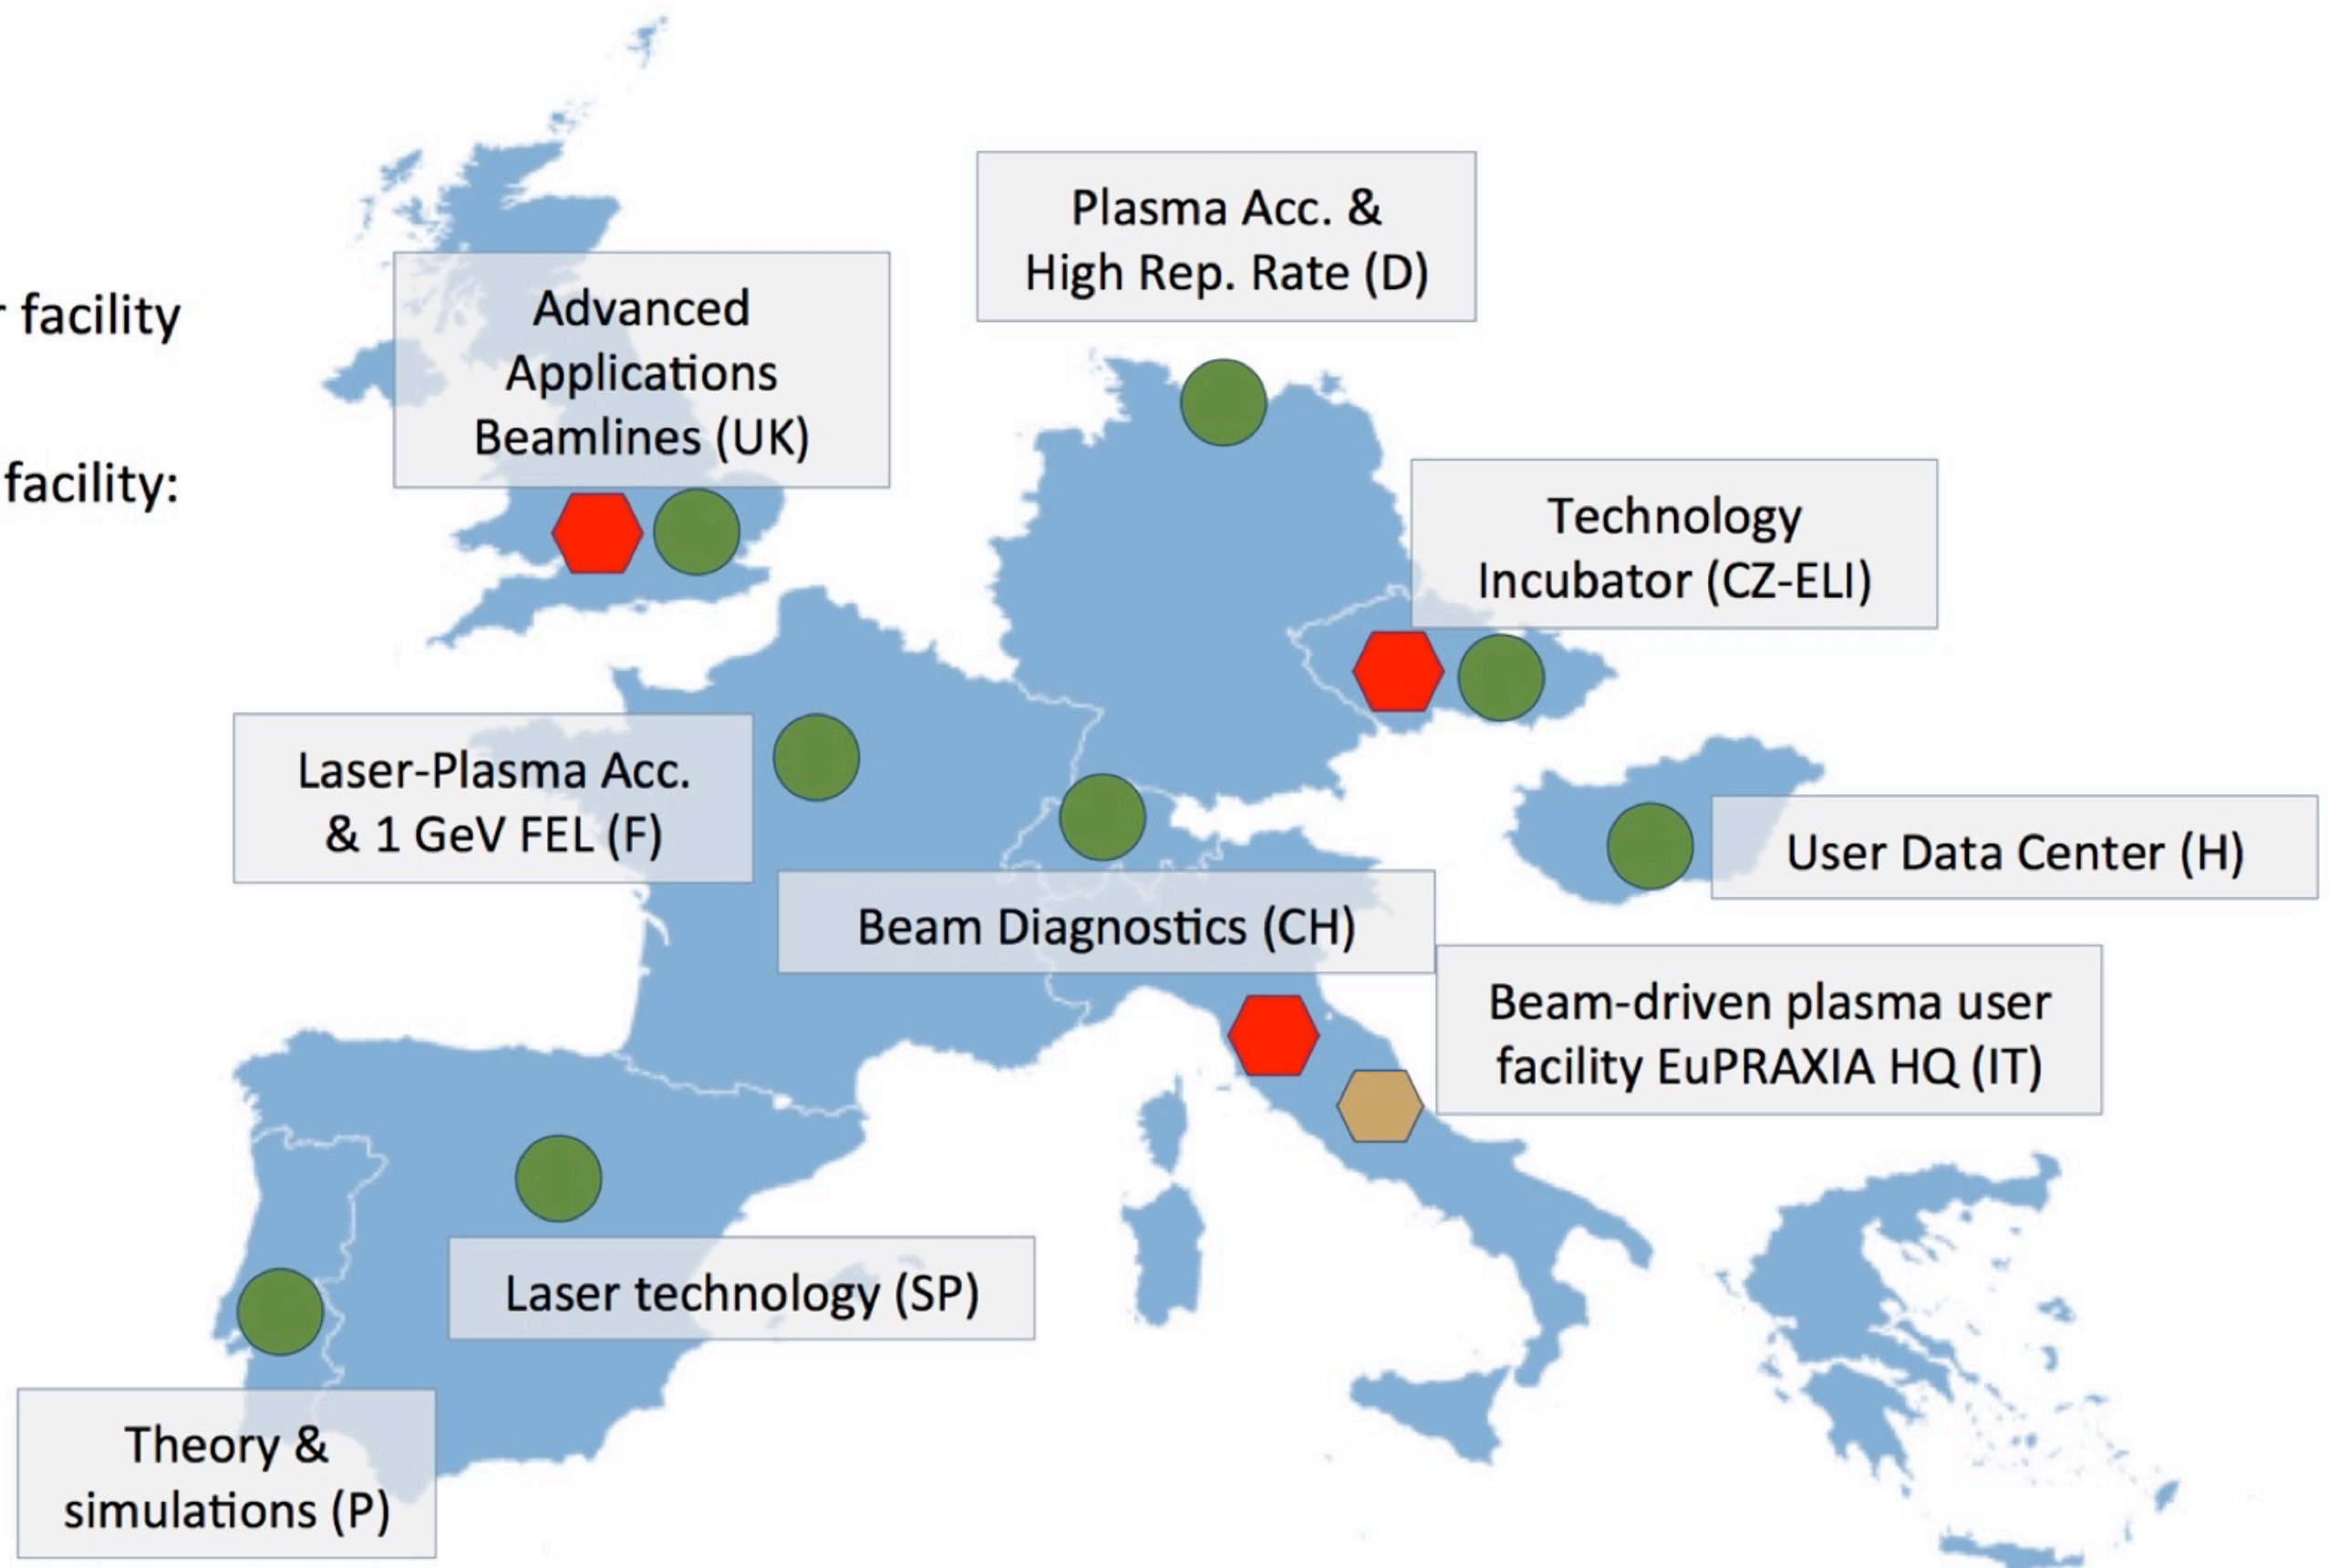 Plasma Acc. &
High Rep. Rate (D)
r facility
Advanced
Applications
Beamlines (UK)
facility:
Technology
Incubator (CZ-ELI)
Laser-Plasma Acc.
& 1 GeV FEL (F)
User Data Center (H)
Beam Diagnostics (CH)
Beam-driven plasma user
facility EuPRAXIA HQ (IT)
Laser technology (SP)
Theory &
simulations (P)